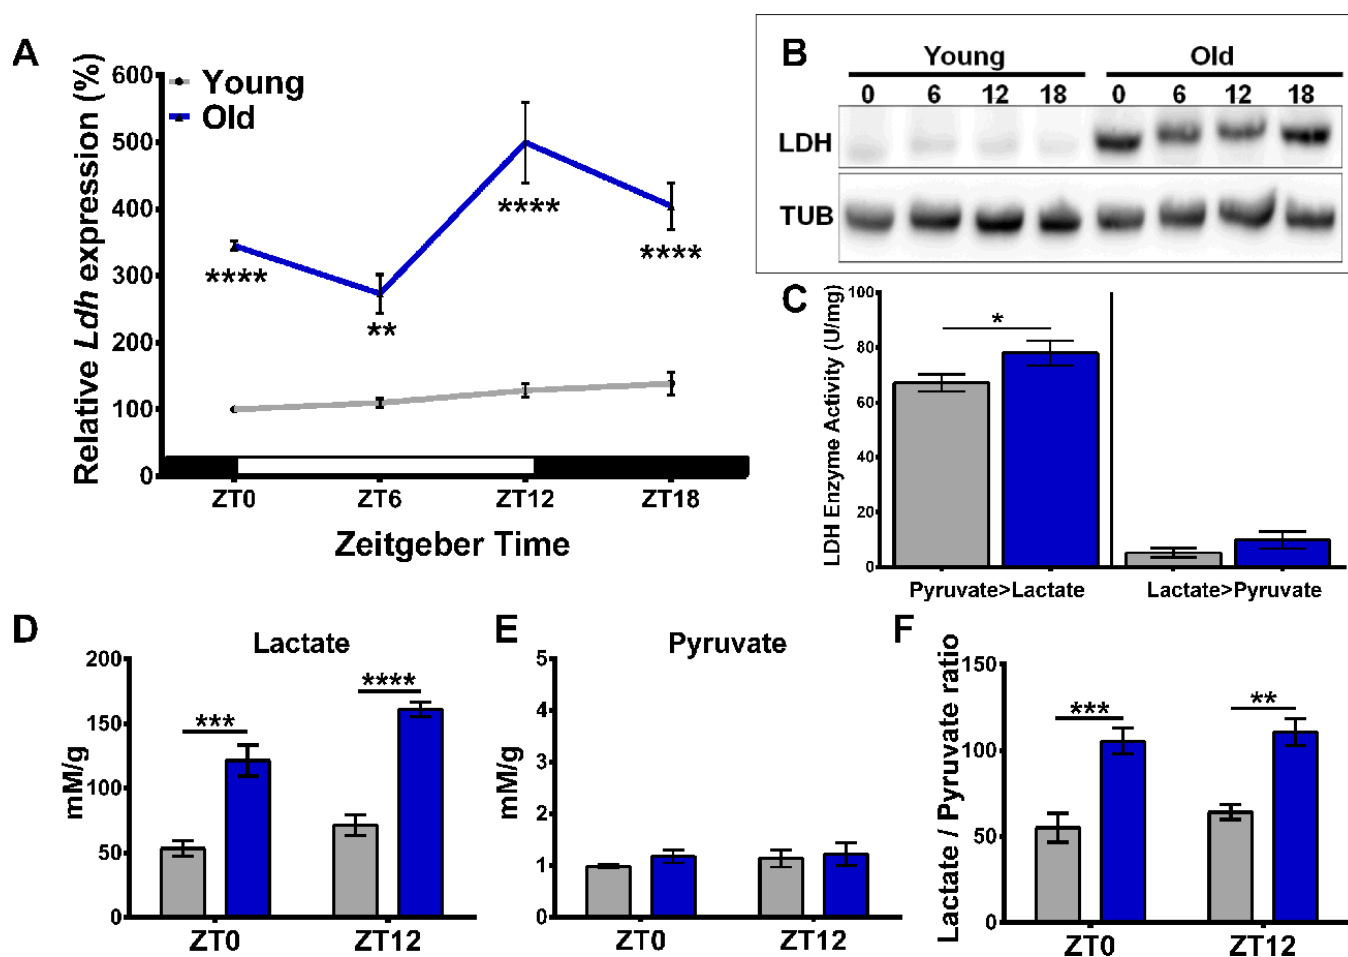 A
Relative Ldh expression (%)
600
500
400
300
200
100
0
Young
Old
****
**
****
****
ZT0 ZT6 ZT12 ZT18
Zeitgeber Time
B
Young Old
0 6 12 18 0 6 12 18
LDH
TUB
C
LDH Enzyme Activity (U/mg)
100
80
60
40
20
0
*
Pyruvate>Lactate Lactate>Pyruvate
D
Lactate
mM/g
200
150
100
50
0
***
****
ZT0 ZT12
E
Pyruvate
mM/g
5
4
3
2
1
0
ZT0 ZT12
F
Lactate / Pyruvate ratio
150
100
50
0
***
**
ZT0 ZT12